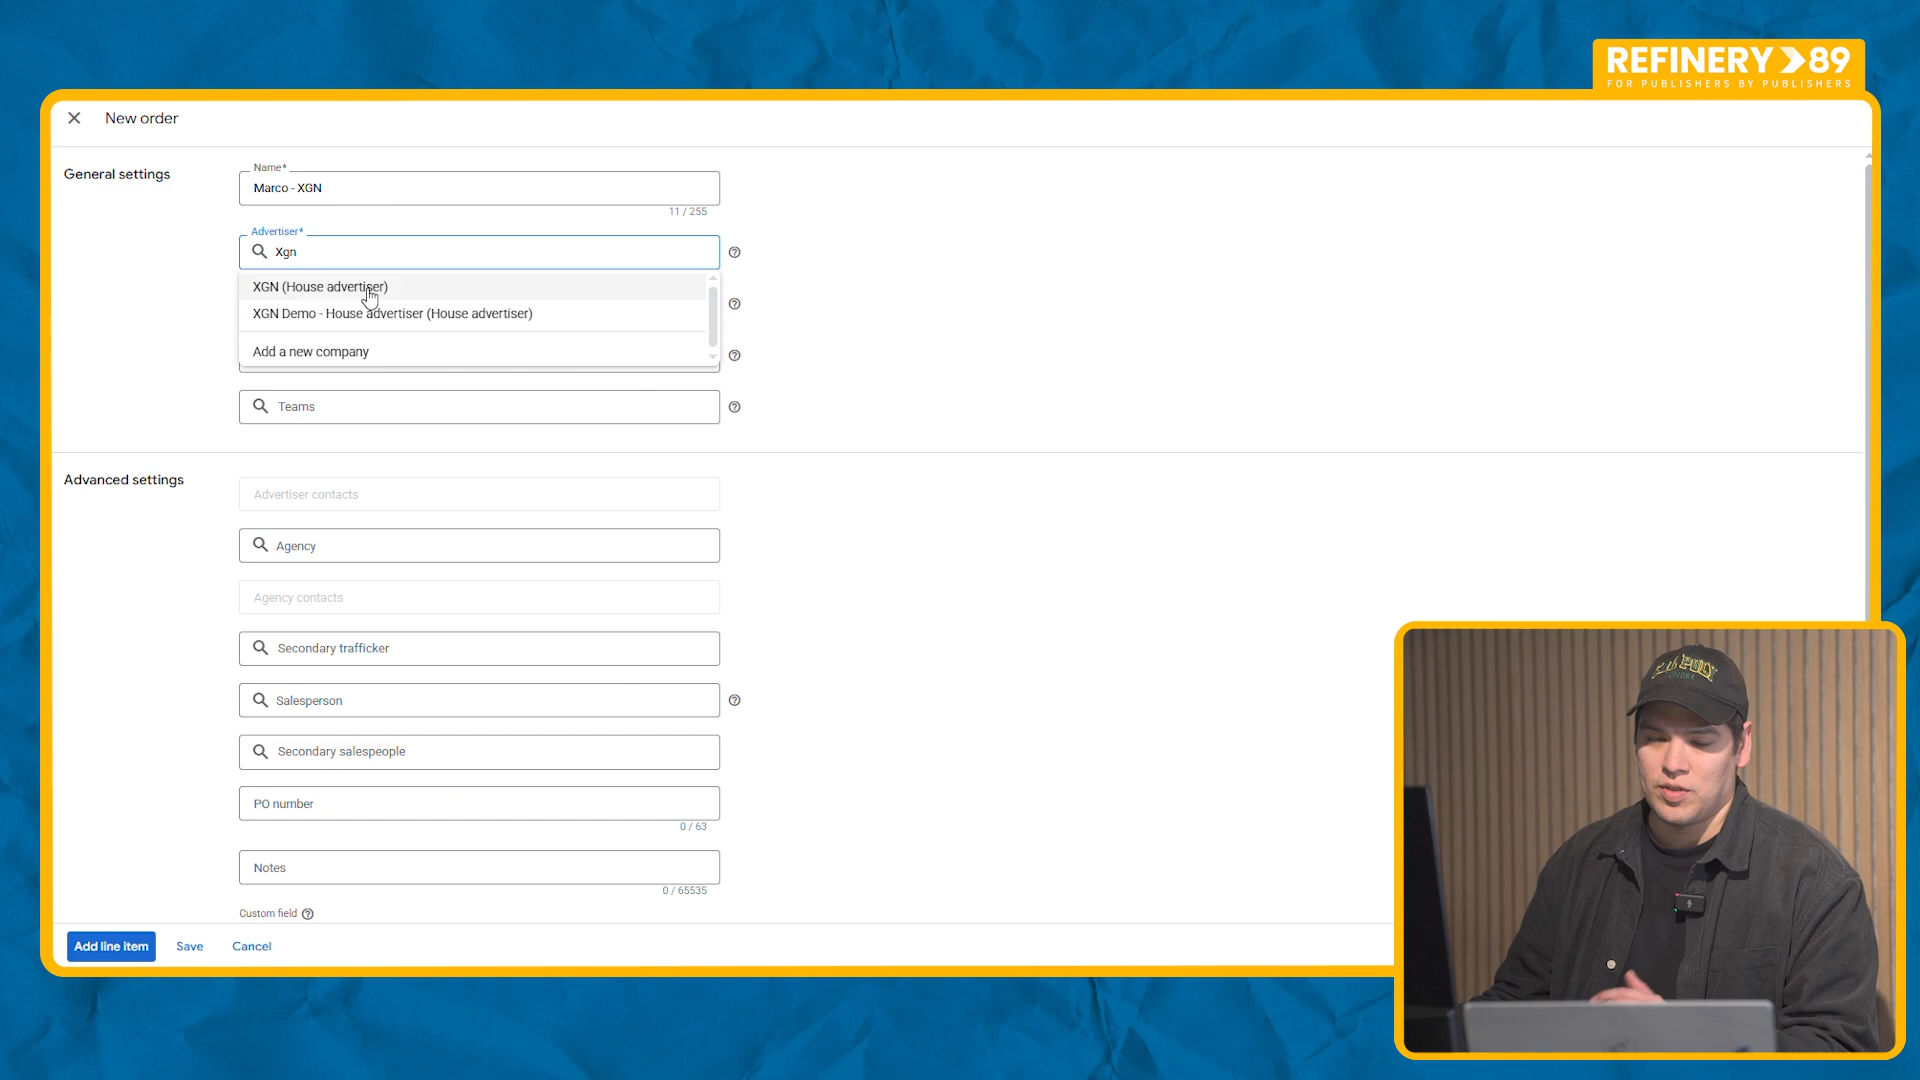 REFINERY 89
FOR PUBLISHERS BY PUBLISHERS
New order
General settings
Name*
Marco - XGN
11 / 255
Advertiser*
Xgn
XGN (House advertiser)
XGN Demo - House advertiser (House advertiser)
Add a new company
Teams
Advanced settings
Advertiser contacts
Agency
Agency contacts
Secondary trafficker
Salesperson
Secondary salespeople
PO number
0 / 63
Notes
0 / 65535
Custom field
Add line item
Save
Cancel